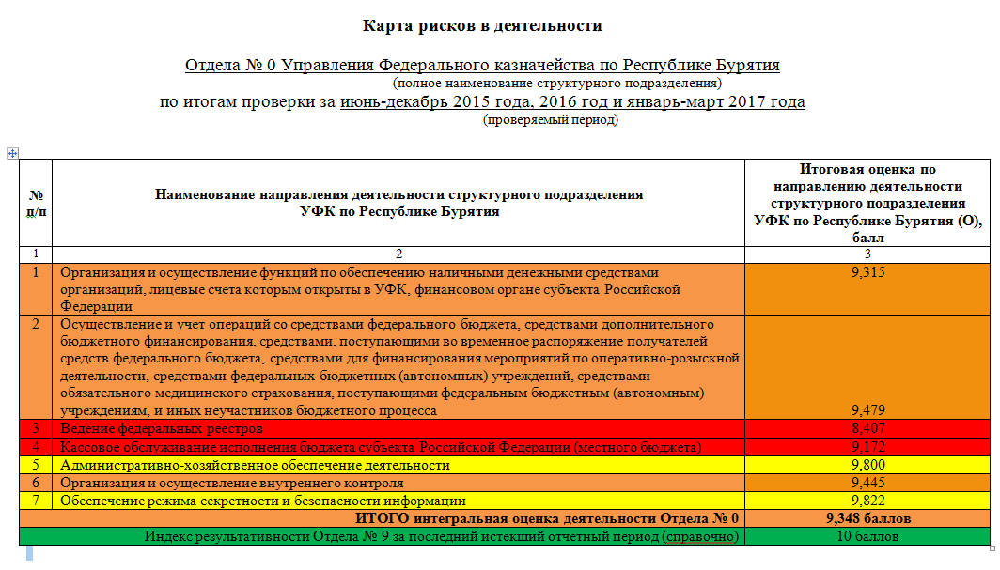 Карта рисков в деятельности
Отдела № 0 Управления Федерального казначейства по Республике Бурятия
(полное наименование структурного подразделения)
по итогам проверки за июнь-декабрь 2015 года, 2016 год и январь-март 2017 года
(проверяемый период)
№
п/п
Наименование направления деятельности структурного подразделения
УФК по Республике Бурятия
Итоговая оценка по
направлению деятельности
структурного подразделения
УФК по Республике Бурятия (О),
балл
1 2 3
1 Организация и осуществление функций по обеспечению наличными денежными средствами 9,315
организаций, лицевые счета которым открыты в УФК, финансовом органе субъекта Российской
Федерации
2 Осуществление и учет операций со средствами федерального бюджета, средствами дополнительного
бюджетного финансирования, средствами, поступающими во временное распоряжение получателей
средств федерального бюджета, средствами для финансирования мероприятий по оперативно-розыскной
деятельности, средствами федеральных бюджетных (автономных) учреждений, средствами
обязательного медицинского страхования, поступающими федеральным бюджетным (автономным)
учреждениям, и иных неучастников бюджетного процесса 9,479
3 Ведение федеральных реестров 8,407
4 Кассовое обслуживание исполнения бюджета субъекта Российской Федерации (местного бюджета) 9,172
5 Административно-хозяйственное обеспечение деятельности 9,800
6 Организация и осуществление внутреннего контроля 9,445
7 Обеспечение режима секретности и безопасности информации 9,822
ИТОГО интегральная оценка деятельности Отдела № 0 9,348 баллов
Индекс результативности Отдела № 9 за последний истекший отчетный период (справочно) 10 баллов